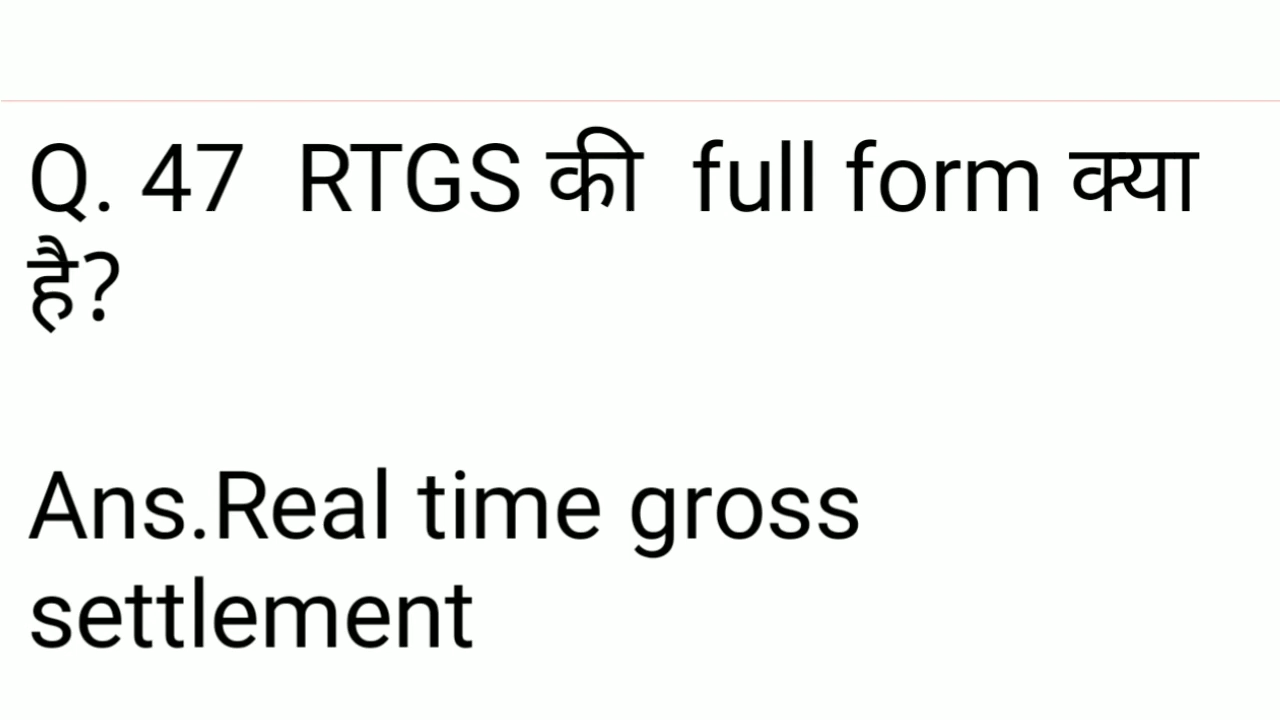 Q. 47 RTGS की full form क्या
है?
Ans.Real time gross
settlement